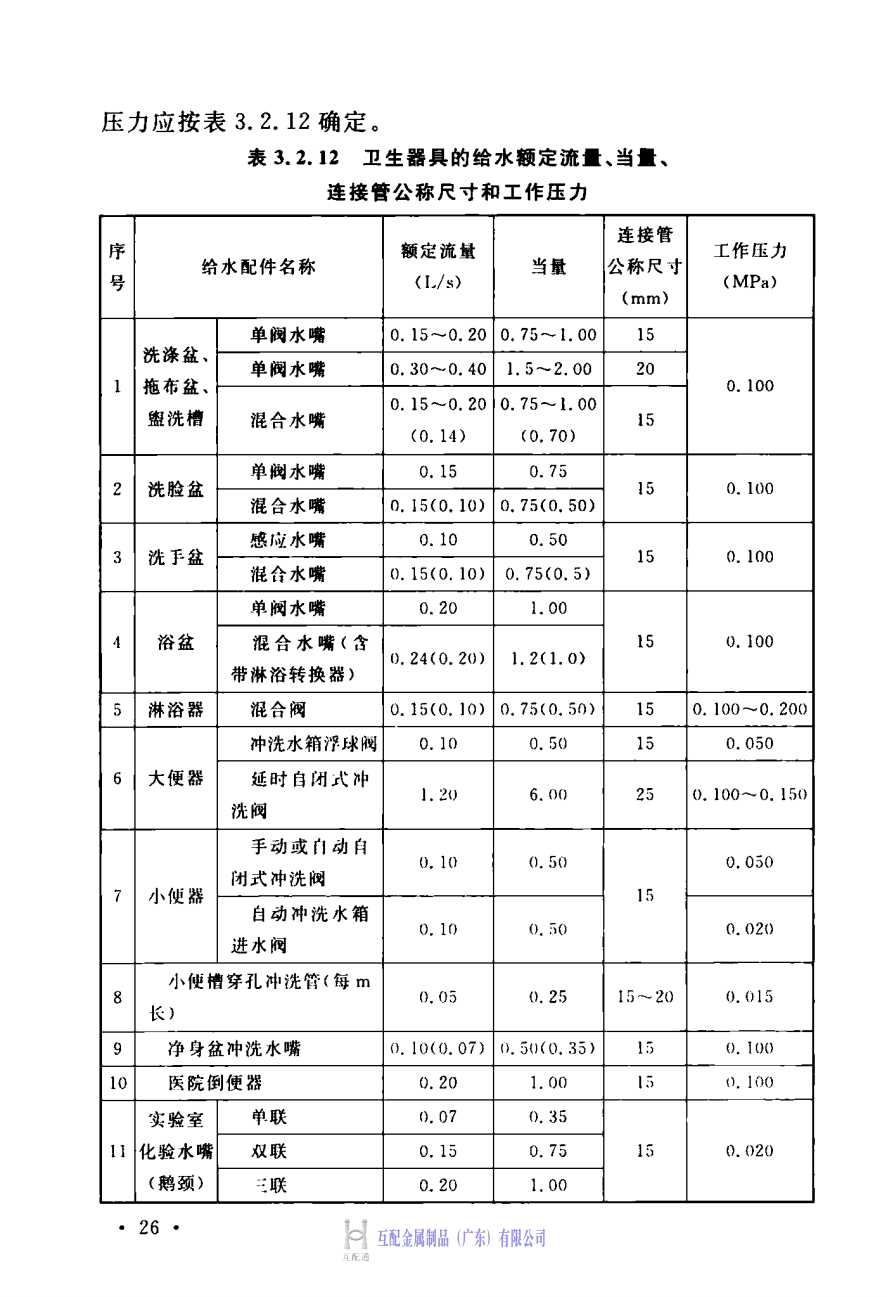 压力应按表 3.2.12 确定。
表 3.2.12 卫生器具的给水额定流量、当量、
连接管公称尺寸和工作压力
序号 给水配件名称 额定流量（L/s） 当量 连接管公称尺寸（mm） 工作压力（MPa）
1 洗涤盆、拖布盆、盥洗槽 单阀水嘴 0.15～0.20 0.75～1.00 15 0.100
单阀水嘴 0.30～0.40 1.5～2.00 20
混合水嘴 0.15～0.20（0.14） 0.75～1.00（0.70） 15
2 洗脸盆 单阀水嘴 0.15 0.75 15 0.100
混合水嘴 0.15(0.10) 0.75(0.50)
3 洗手盆 感应水嘴 0.10 0.50 15 0.100
混合水嘴 0.15(0.10) 0.75(0.5)
4 浴盆 单阀水嘴 0.20 1.00 15 0.100
混合水嘴（含带淋浴转换器） 0.24(0.20) 1.2(1.0)
5 淋浴器 混合阀 0.15(0.10) 0.75(0.50) 15 0.100～0.200
6 大便器 冲洗水箱浮球阀 0.10 0.50 15 0.050
延时自闭式冲洗阀 1.20 6.00 25 0.100～0.150
7 小便器 手动或自动自闭式冲洗阀 0.10 0.50 15 0.050
自动冲洗水箱进水阀 0.10 0.50 0.020
8 小便槽穿孔冲洗管（每 m 长） 0.05 0.25 15～20 0.015
9 净身盆冲洗水嘴 0.10(0.07) 0.50(0.35) 15 0.100
10 医院倒便器 0.20 1.00 15 0.100
11 实验室化验水嘴（鹅颈） 单联 0.07 0.35 15 0.020
双联 0.15 0.75
三联 0.20 1.00
• 26 •
互配通
互配金属制品（广东）有限公司